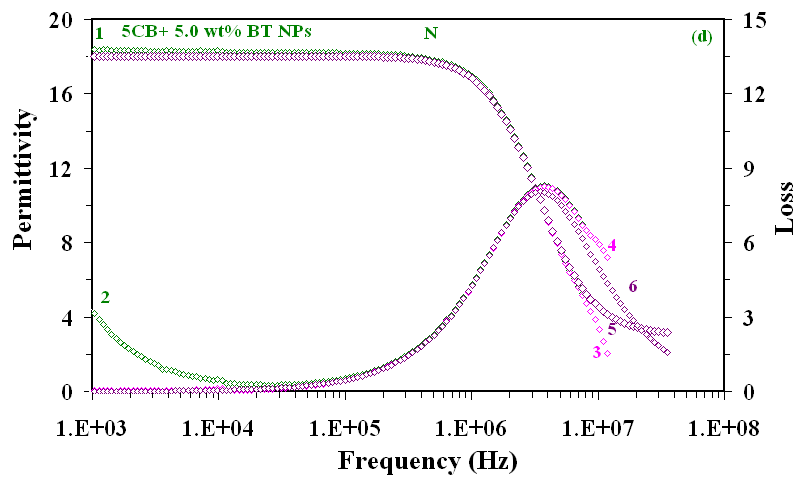 20 15
1 5CB+ 5.0 wt% BT NPs N (d)
16 12
12 9
8 4 6
6
2
4 5 3
3
0 0
1.E+03 1.E+04 1.E+05 1.E+06 1.E+07 1.E+08
Frequency (Hz)
Permittivity
Loss